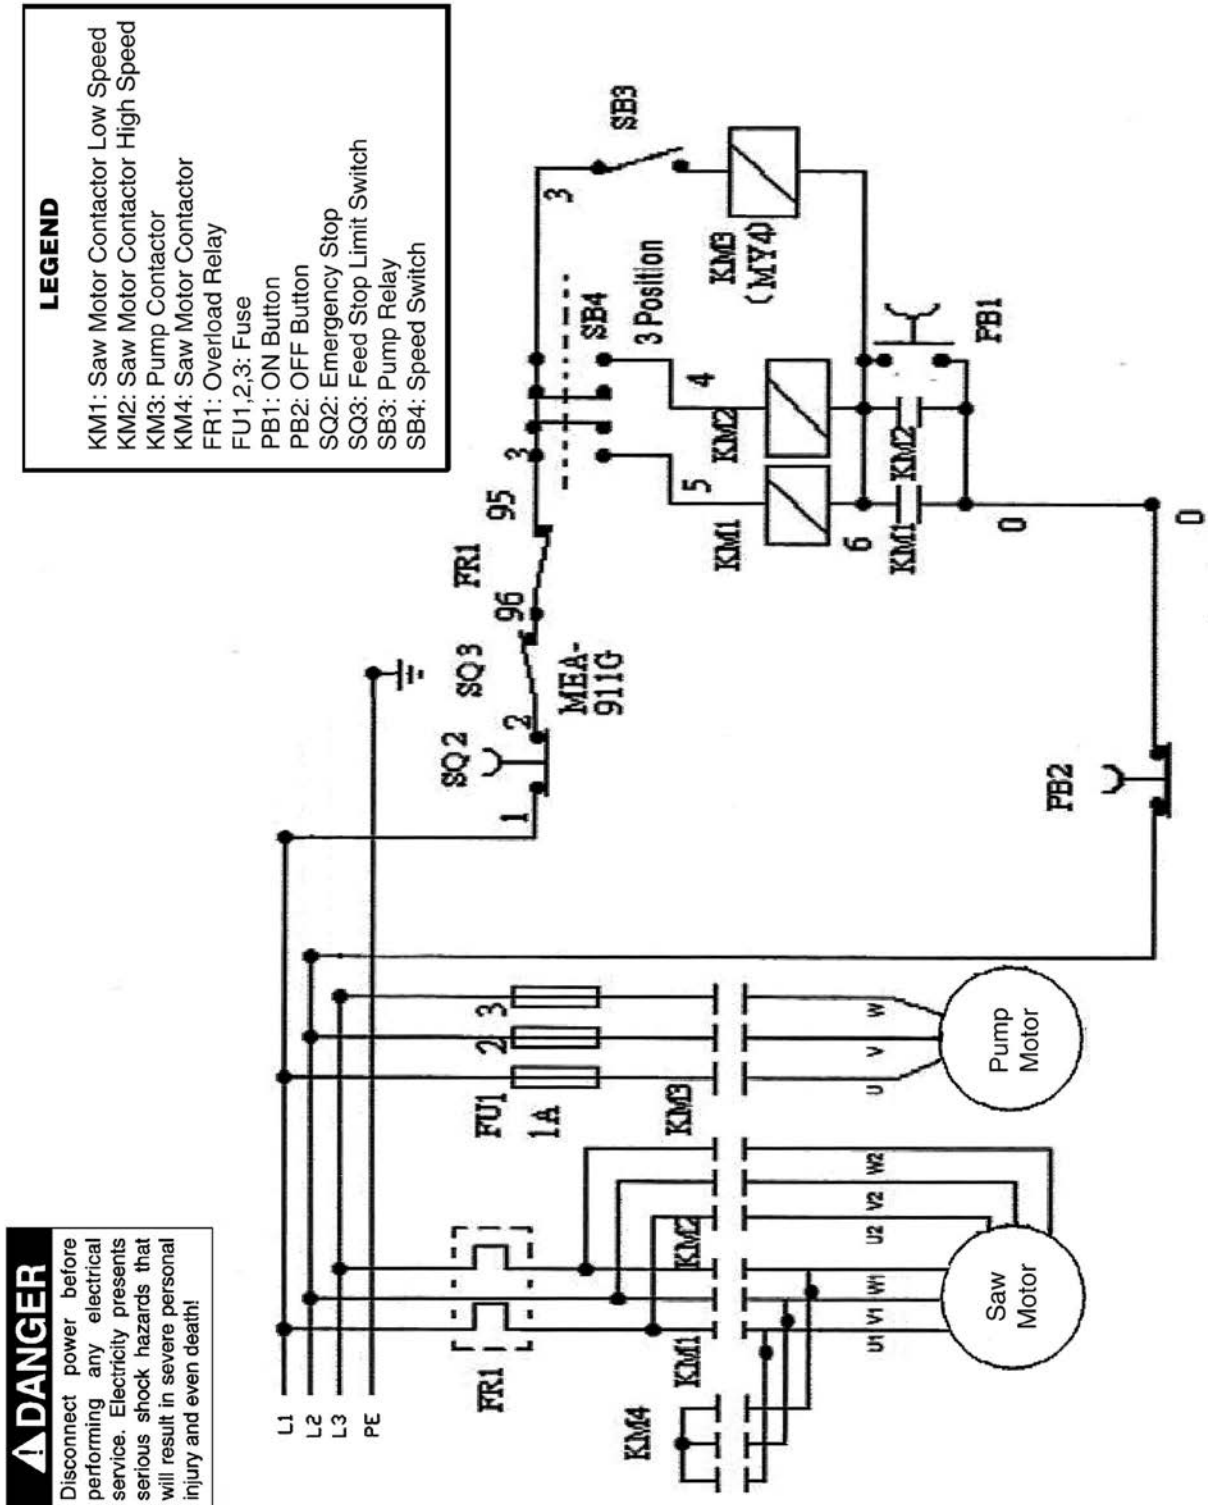 DANGER
Disconnect power before
performing any electrical
service. Electricity presents
serious shock hazards that
will result in severe personal
injury and even death!
LEGEND
KM1: Saw Motor Contactor Low Speed
KM2: Saw Motor Contactor High Speed
KM3: Pump Contactor
KM4: Saw Motor Contactor
FR1: Overload Relay
FU1,2,3: Fuse
PB1: ON Button
PB2: OFF Button
SQ2: Emergency Stop
SQ3: Feed Stop Limit Switch
SB3: Pump Relay
SB4: Speed Switch
L1
L2
L3
PE
FR1
FU1
2
3
1A
KM4
KM1
KM2
KM3
U1
V1
W1
U2
V2
W2
U
V
W
Saw
Motor
Pump
Motor
SQ2
SQ3
FR1
1
2
96
95
3
3
MEA-
911G
SB4
SB3
3 Position
5
4
KM1
KM2
KM3
(MY4)
6
KM1
KM2
PB1
0
PB2
0